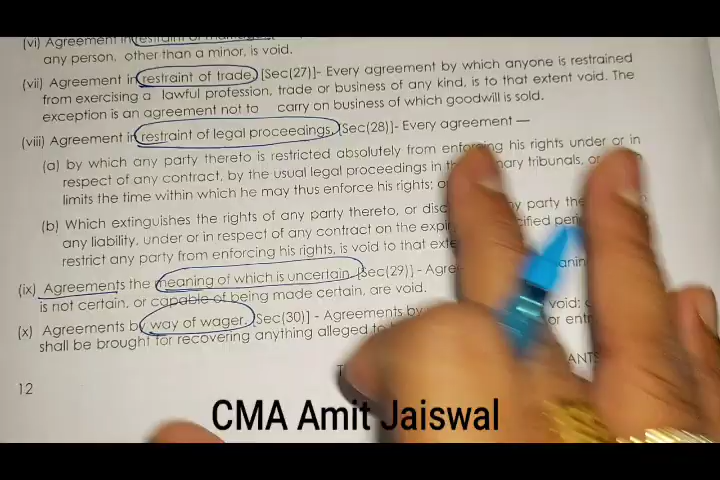 (vi) Agreement in restraint of marriage
any person, other than a minor, is void.
(vii) Agreement in restraint of trade, [Sec(27)]- Every agreement by which anyone is restrained
from exercising a lawful profession, trade or business of any kind, is to that extent void. The
exception is an agreement not to carry on business of which goodwill is sold.
(viii) Agreement in restraint of legal proceedings, [Sec(28)]- Every agreement —
(a) by which any party thereto is restricted absolutely from enforcing his rights under or in
respect of any contract, by the usual legal proceedings in the tribunals, or
limits the time within which he may thus enforce his rights; or
(b) Which extinguishes the rights of any party thereto, or party
any liability, under or in respect of any contract on the
restrict any party from enforcing his rights, is void to that
(ix) Agreements the meaning of which is uncertain, [Sec(29)] -
is not certain, or capable of being made certain, are void.
(x) Agreements by way of wager, [Sec(30)] - Agreements by void;
shall be brought for recovering anything alleged to
12
CMA Amit Jaiswal